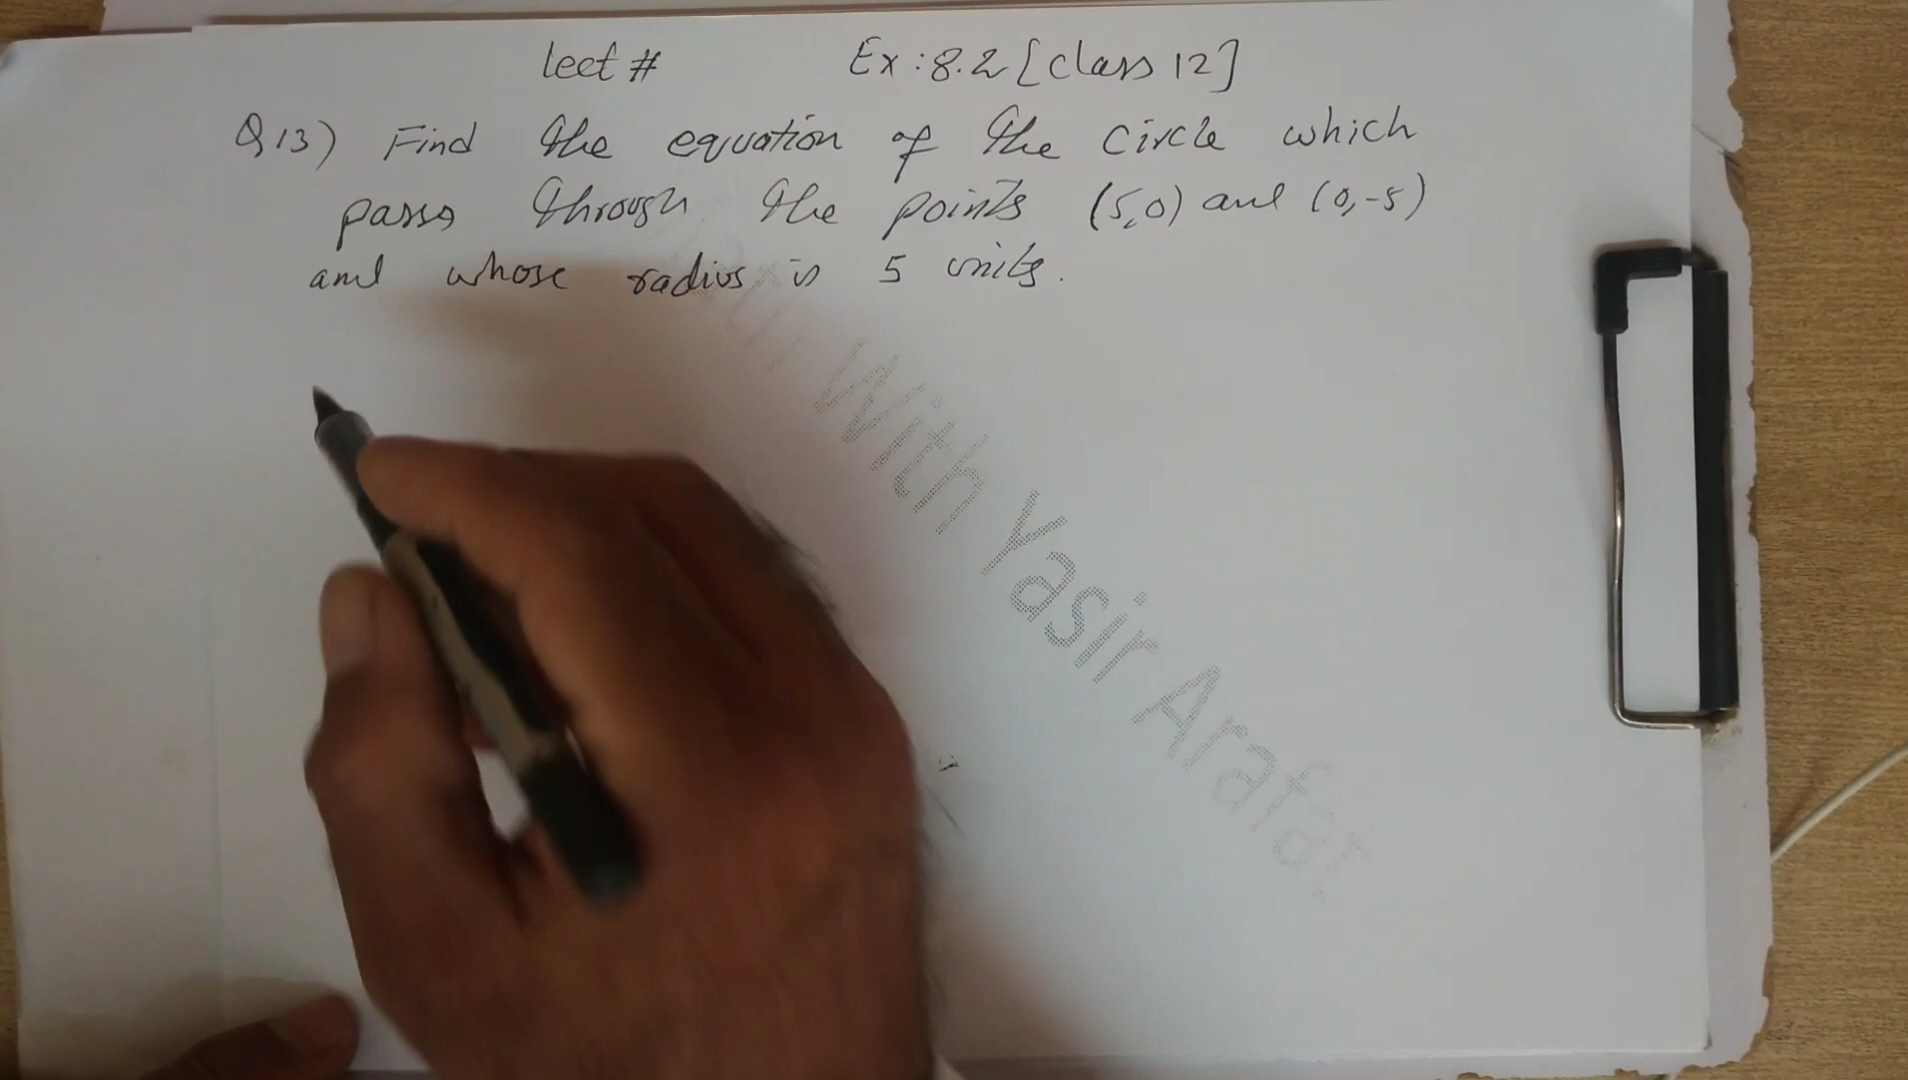 lect # Ex: 8.2 [class 12]
Q13) Find the equation of the circle which
pass through the points (5,0) and (0,-5)
and whose radius is 5 units.
With Yasir Arafat